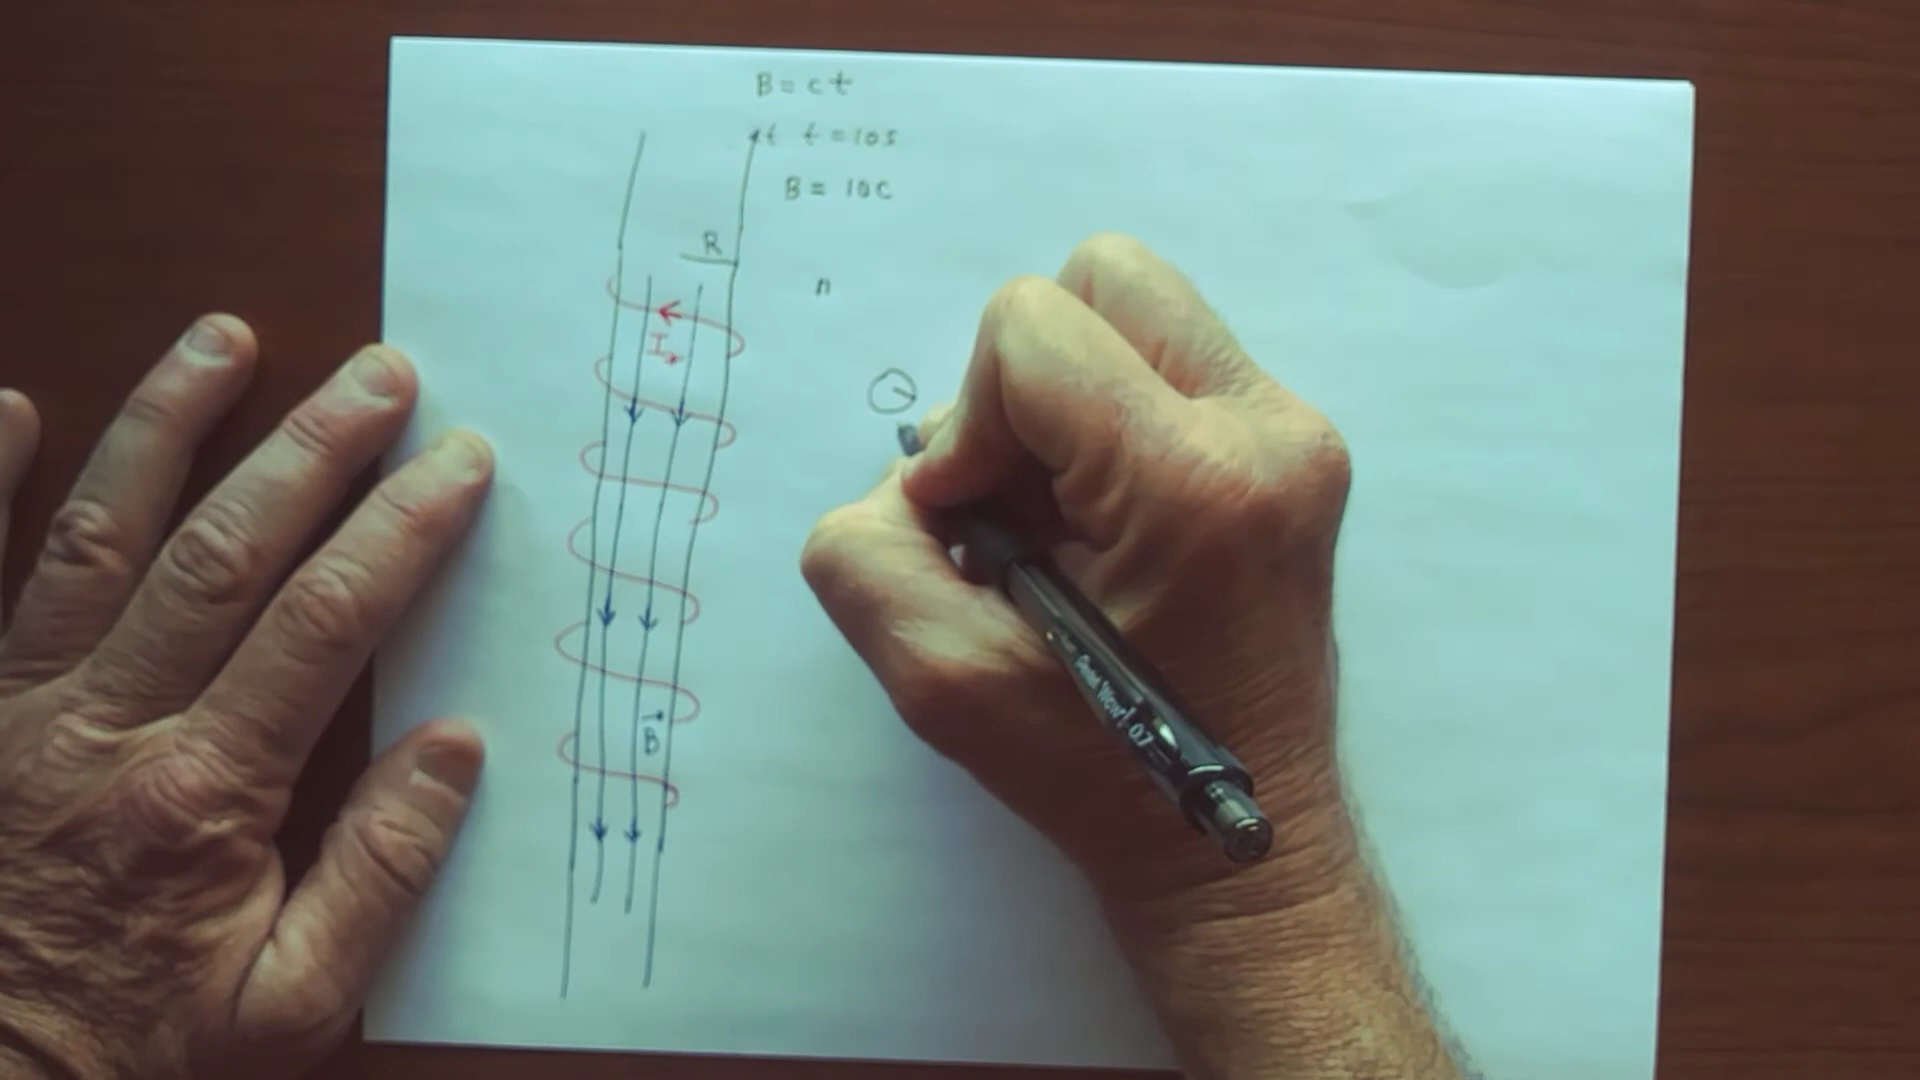 B = ct
At t = 10s
B = 10c
R
n
I
B
Pentel Wow! 0.7